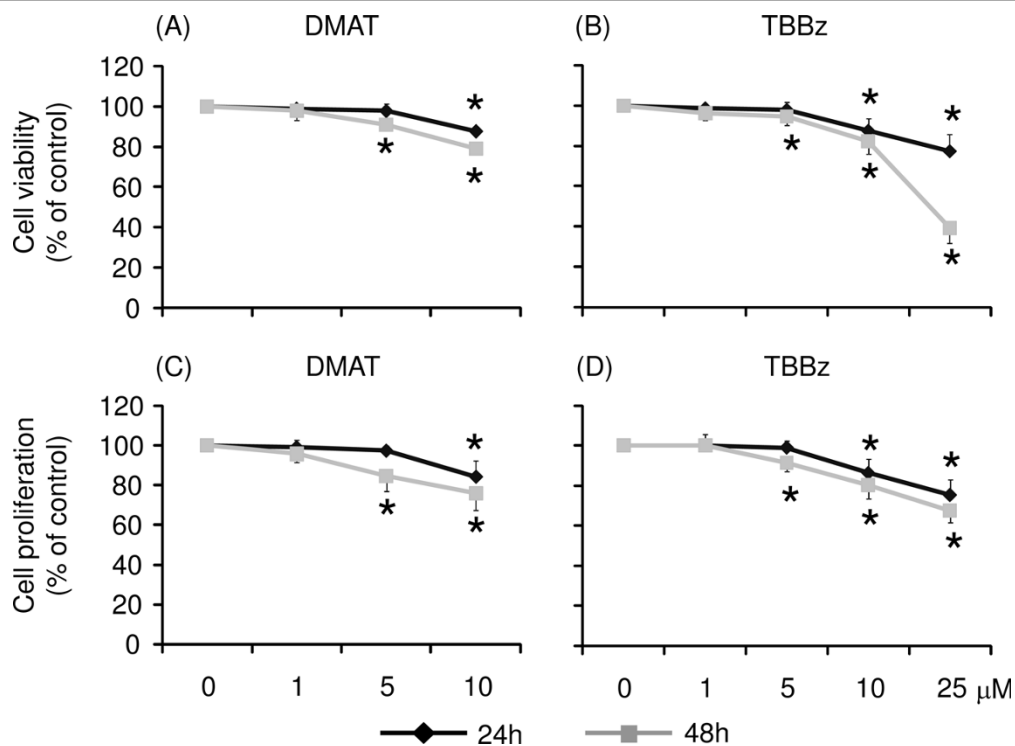 (A) DMAT
(B) TBBz
Cell viability
(% of control)
120
100
80
60
40
20
0
* * *
* * * * *
(C) DMAT
(D) TBBz
Cell proliferation
(% of control)
120
100
80
60
40
20
0
* * *
* * * * *
0 1 5 10
0 1 5 10 25 µM
24h 48h